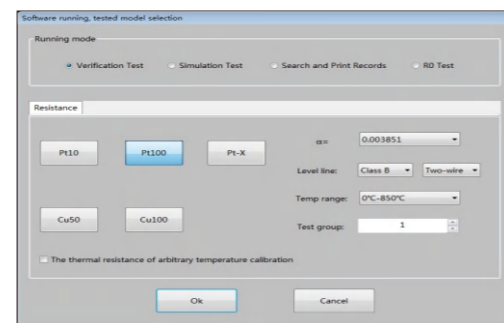 Software running, tested model selection
Running mode
Verification Test Simulation Test Search and Print Records R0 Test
Resistance
Pt10 Pt100 Pt-X
α= 0.003851
Level line: Class B Two-wire
Temp range: 0℃-850℃
Cu50 Cu100
Test group: 1
The thermal resistance of arbitrary temperature calibration
Ok Cancel